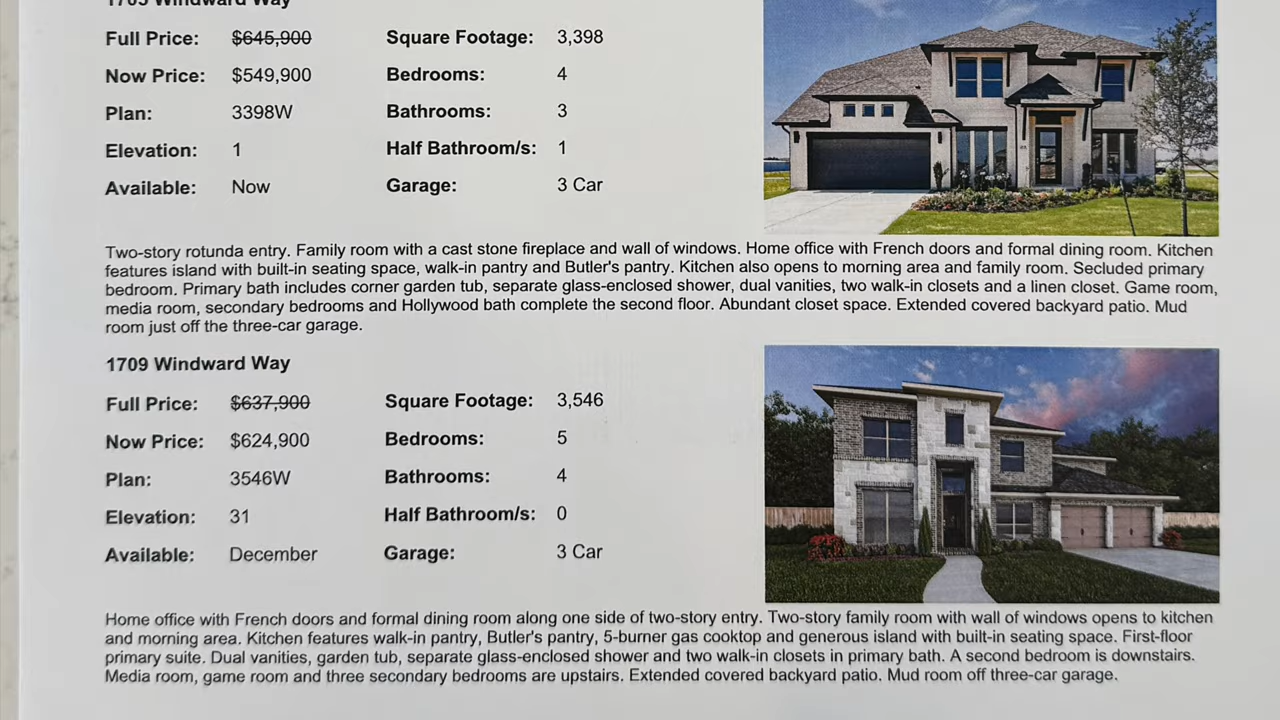 1705 Windward Way
Full Price: $645,900 Square Footage: 3,398
Now Price: $549,900 Bedrooms: 4
Plan: 3398W Bathrooms: 3
Elevation: 1 Half Bathroom/s: 1
Available: Now Garage: 3 Car
Two-story rotunda entry. Family room with a cast stone fireplace and wall of windows. Home office with French doors and formal dining room. Kitchen
features island with built-in seating space, walk-in pantry and Butler's pantry. Kitchen also opens to morning area and family room. Secluded primary
bedroom. Primary bath includes corner garden tub, separate glass-enclosed shower, dual vanities, two walk-in closets and a linen closet. Game room,
media room, secondary bedrooms and Hollywood bath complete the second floor. Abundant closet space. Extended covered backyard patio. Mud
room just off the three-car garage.
1709 Windward Way
Full Price: $637,900 Square Footage: 3,546
Now Price: $624,900 Bedrooms: 5
Plan: 3546W Bathrooms: 4
Elevation: 31 Half Bathroom/s: 0
Available: December Garage: 3 Car
Home office with French doors and formal dining room along one side of two-story entry. Two-story family room with wall of windows opens to kitchen
and morning area. Kitchen features walk-in pantry, Butler's pantry, 5-burner gas cooktop and generous island with built-in seating space. First-floor
primary suite. Dual vanities, garden tub, separate glass-enclosed shower and two walk-in closets in primary bath. A second bedroom is downstairs.
Media room, game room and three secondary bedrooms are upstairs. Extended covered backyard patio. Mud room off three-car garage.